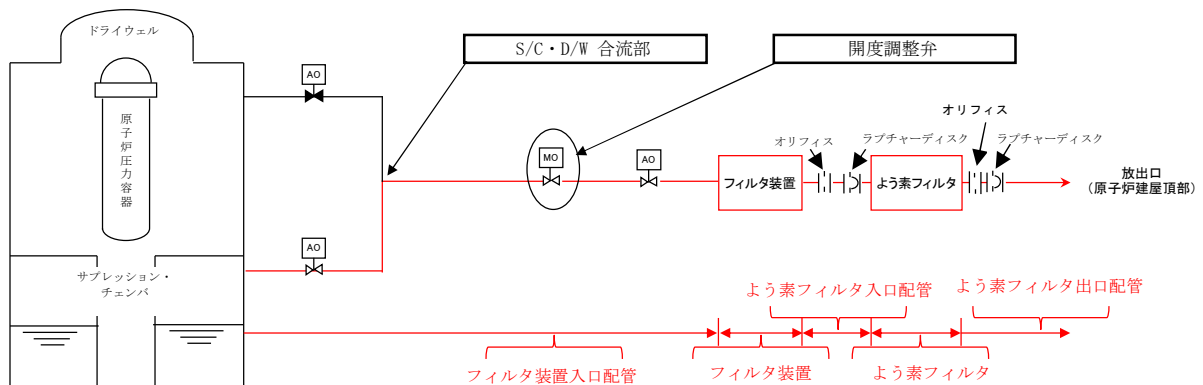 ドライウェル
S/C・D/W 合流部
開度調整弁
AO
原子炉圧力容器
オリフィス
オリフィス
ラプチャーディスク
ラプチャーディスク
MO
AO
フィルタ装置
よう素フィルタ
放出口
(原子炉建屋頂部)
AO
サプレッション・
チェンバ
よう素フィルタ入口配管
よう素フィルタ出口配管
フィルタ装置入口配管
フィルタ装置
よう素フィルタ